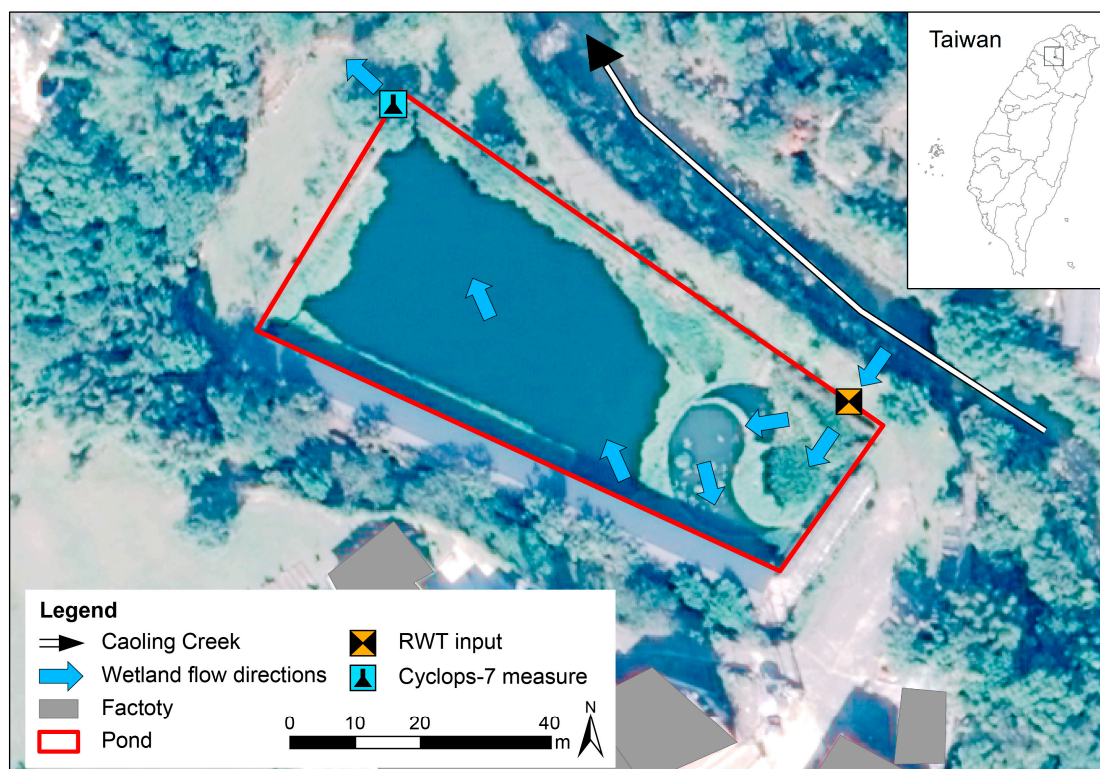 Taiwan
Legend
Caoling Creek
Wetland flow directions
Factoty
Pond
RWT input
Cyclops-7 measure
0 10 20 40
m
N